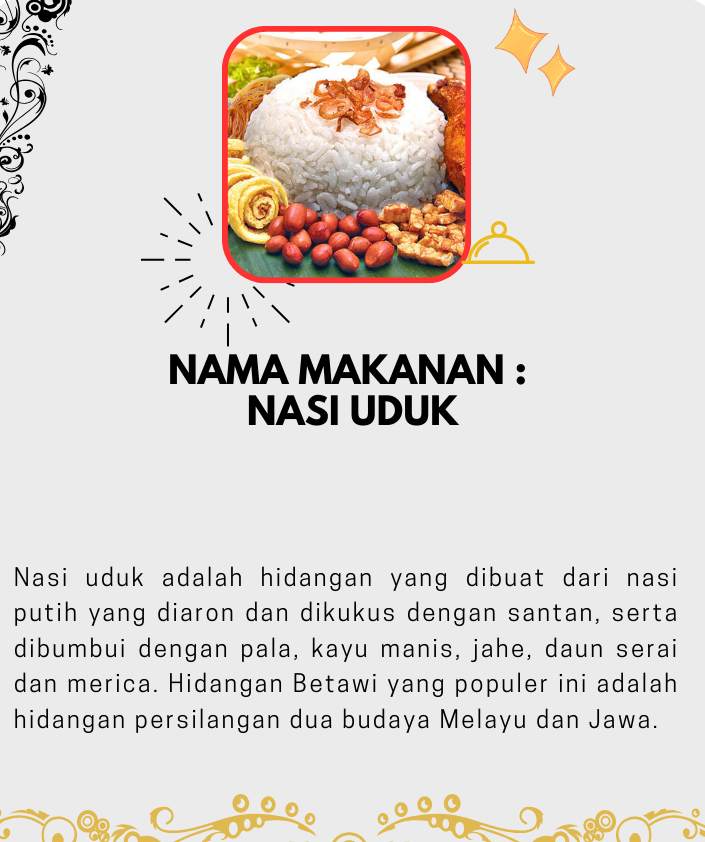 NAMA MAKANAN :
NASI UDUK
Nasi uduk adalah hidangan yang dibuat dari nasi
putih yang diaron dan dikukus dengan santan, serta
dibumbui dengan pala, kayu manis, jahe, daun serai
dan merica. Hidangan Betawi yang populer ini adalah
hidangan persilangan dua budaya Melayu dan Jawa.